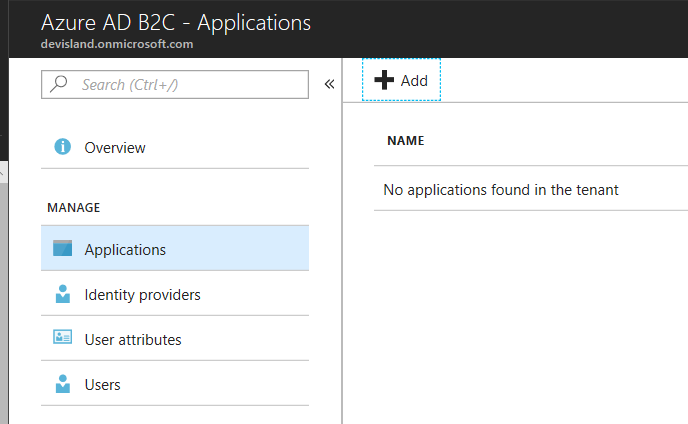 Azure AD B2C - Applications
devisland.onmicrosoft.com
Search (Ctrl+/)
«
Overview
MANAGE
Applications
Identity providers
User attributes
Users
Add
NAME
No applications found in the tenant